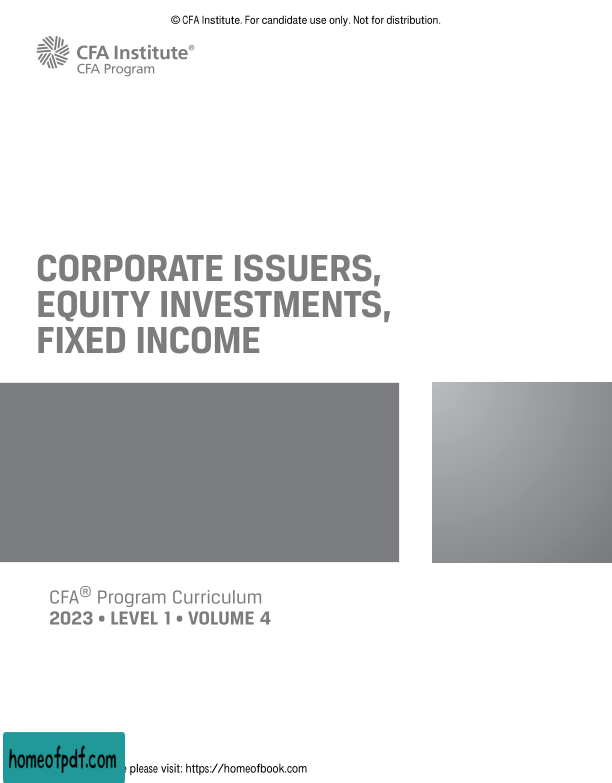 © CFA Institute. For candidate use only. Not for distribution.
CFA Institute®
CFA Program
CORPORATE ISSUERS,
EQUITY INVESTMENTS,
FIXED INCOME
CFA® Program Curriculum
2023 • LEVEL 1 • VOLUME 4
homeofpdf.com
please visit: https://homeofbook.com